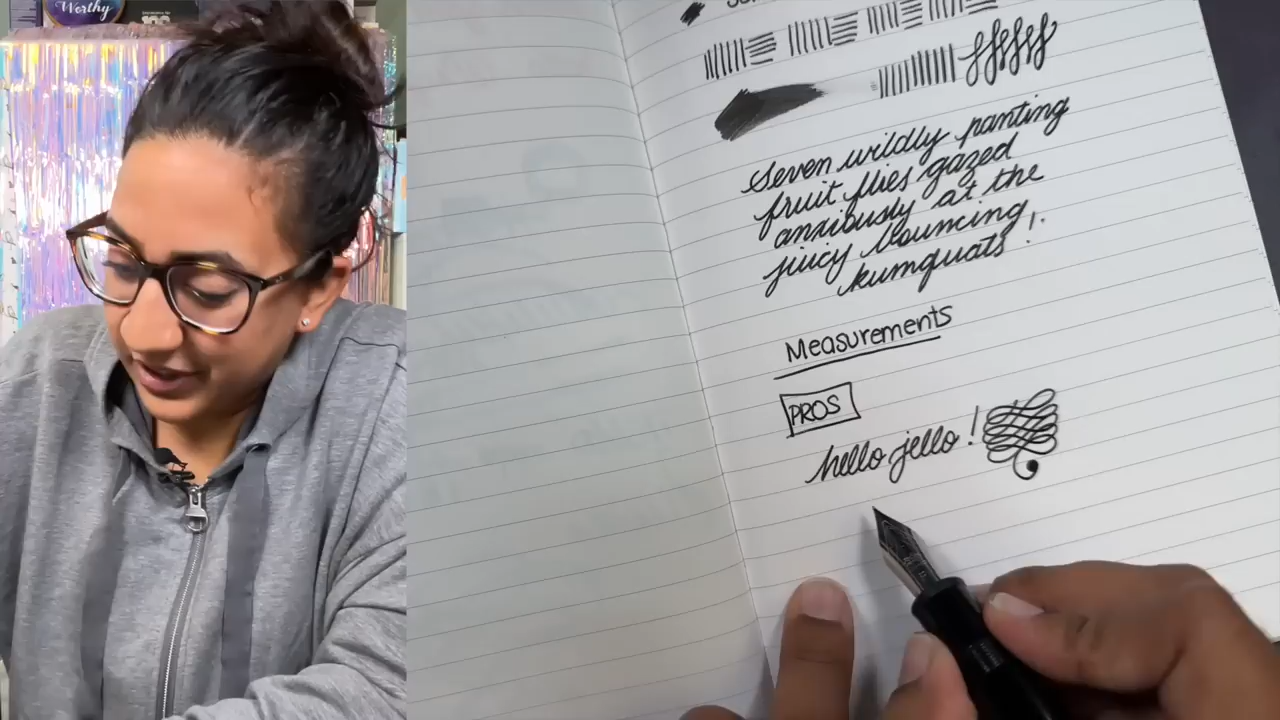 Worthy
seven wildly panting
fruit flies gazed
anxiously at the
juicy bouncing,
kumquats !
Measurements
PROS
hello jello !